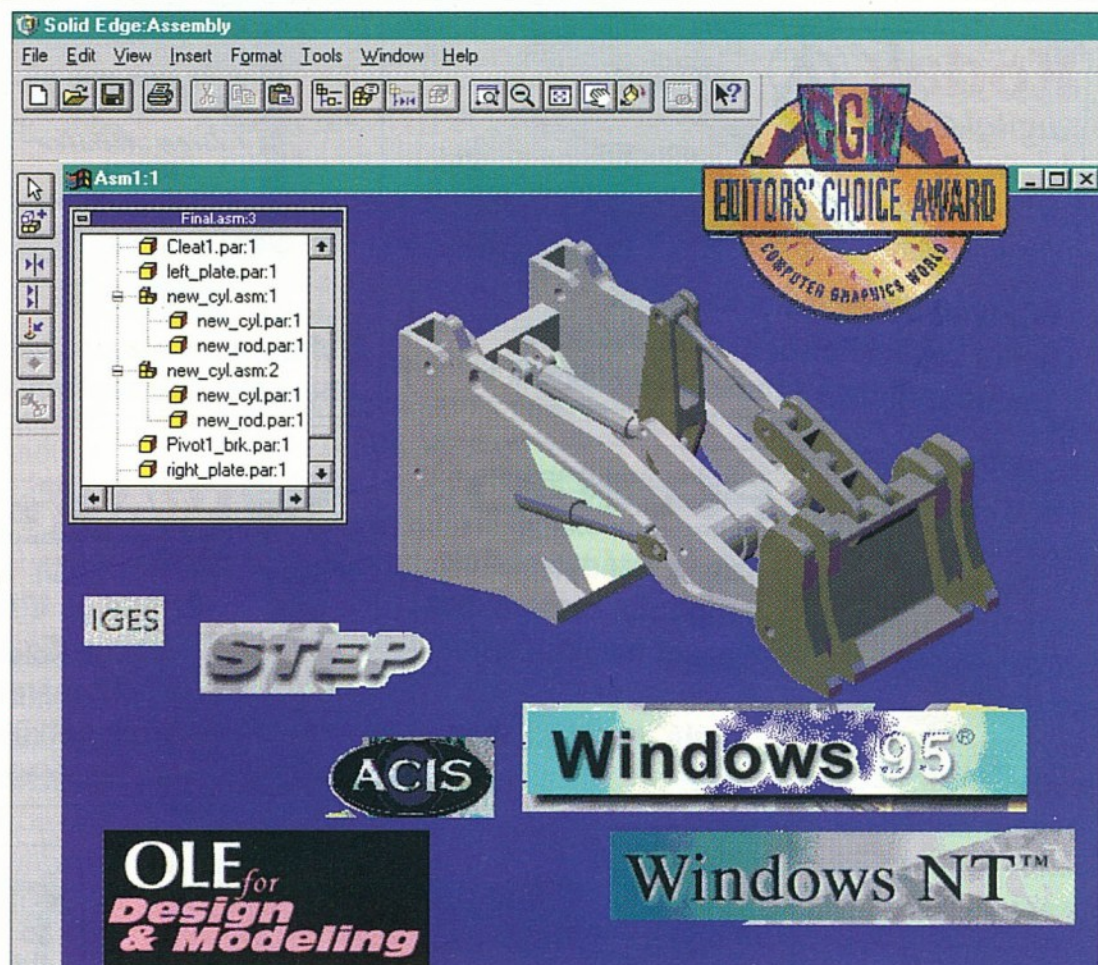 Solid Edge:Assembly
File Edit View Insert Format Tools Window Help
Asm1:1
CGW
EDITORS' CHOICE AWARD
COMPUTER GRAPHICS WORLD
Final.asm:3
Cleat1.par:1
left_plate.par:1
new_cyl.asm:1
new_cyl.par:1
new_rod.par:1
new_cyl.asm:2
new_cyl.par:1
new_rod.par:1
Pivot1_brk.par:1
right_plate.par:1
IGES
STEP
ACIS
Windows 95®
OLE for
Design
& Modeling
Windows NT™